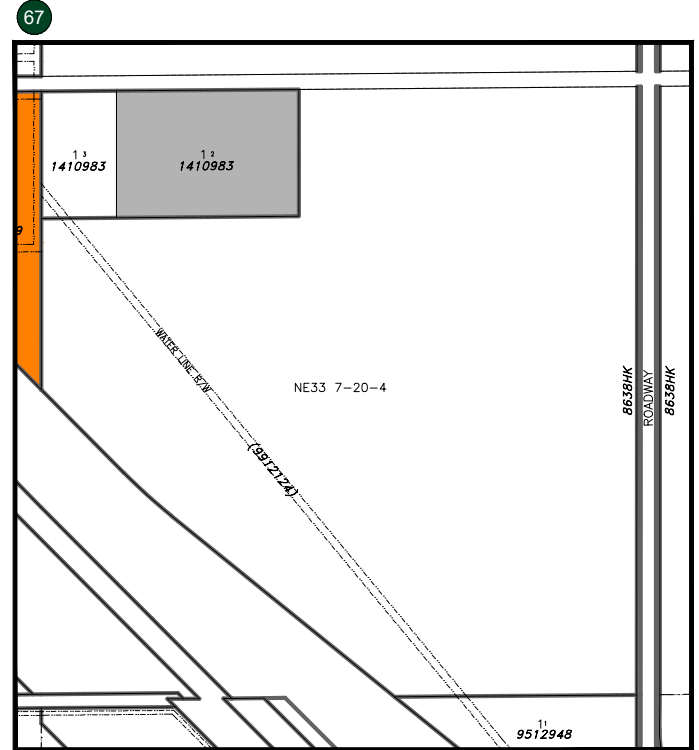 67
1 3
1410983
1 2
1410983
9
WATER LINE R/W
NE33 7-20-4
8638HK
ROADWAY
8638HK
(9912124)
1 1
9512948